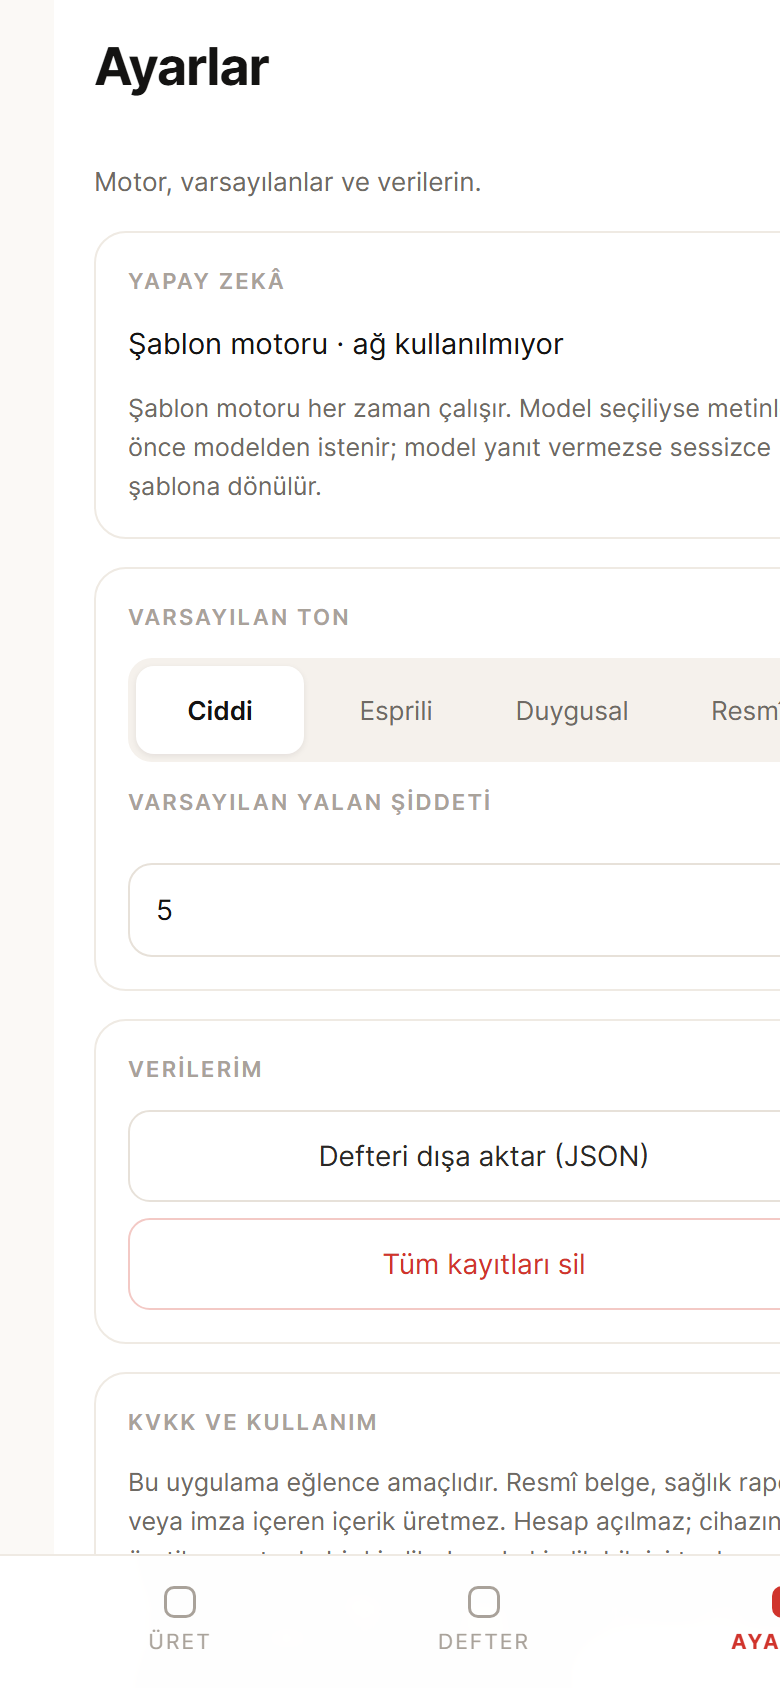 Ayarlar
Motor, varsayılanlar ve verilerin.
YAPAY ZEKÂ
Şablon motoru · ağ kullanılmıyor
Şablon motoru her zaman çalışır. Model seçiliyse
önce modelden istenir; model yanıt vermezse sessizce
şablona dönülür.
VARSAYILAN TON
Ciddi Esprili Duygusal
VARSAYILAN YALAN ŞİDDETİ
5
VERİLERİM
Defteri dışa aktar (JSON)
Tüm kayıtları sil
KVKK VE KULLANIM
Bu uygulama eğlence amaçlıdır. Resmî belge, sağlık
veya imza içeren içerik üretmez. Hesap açılmaz;
ÜRET DEFTER